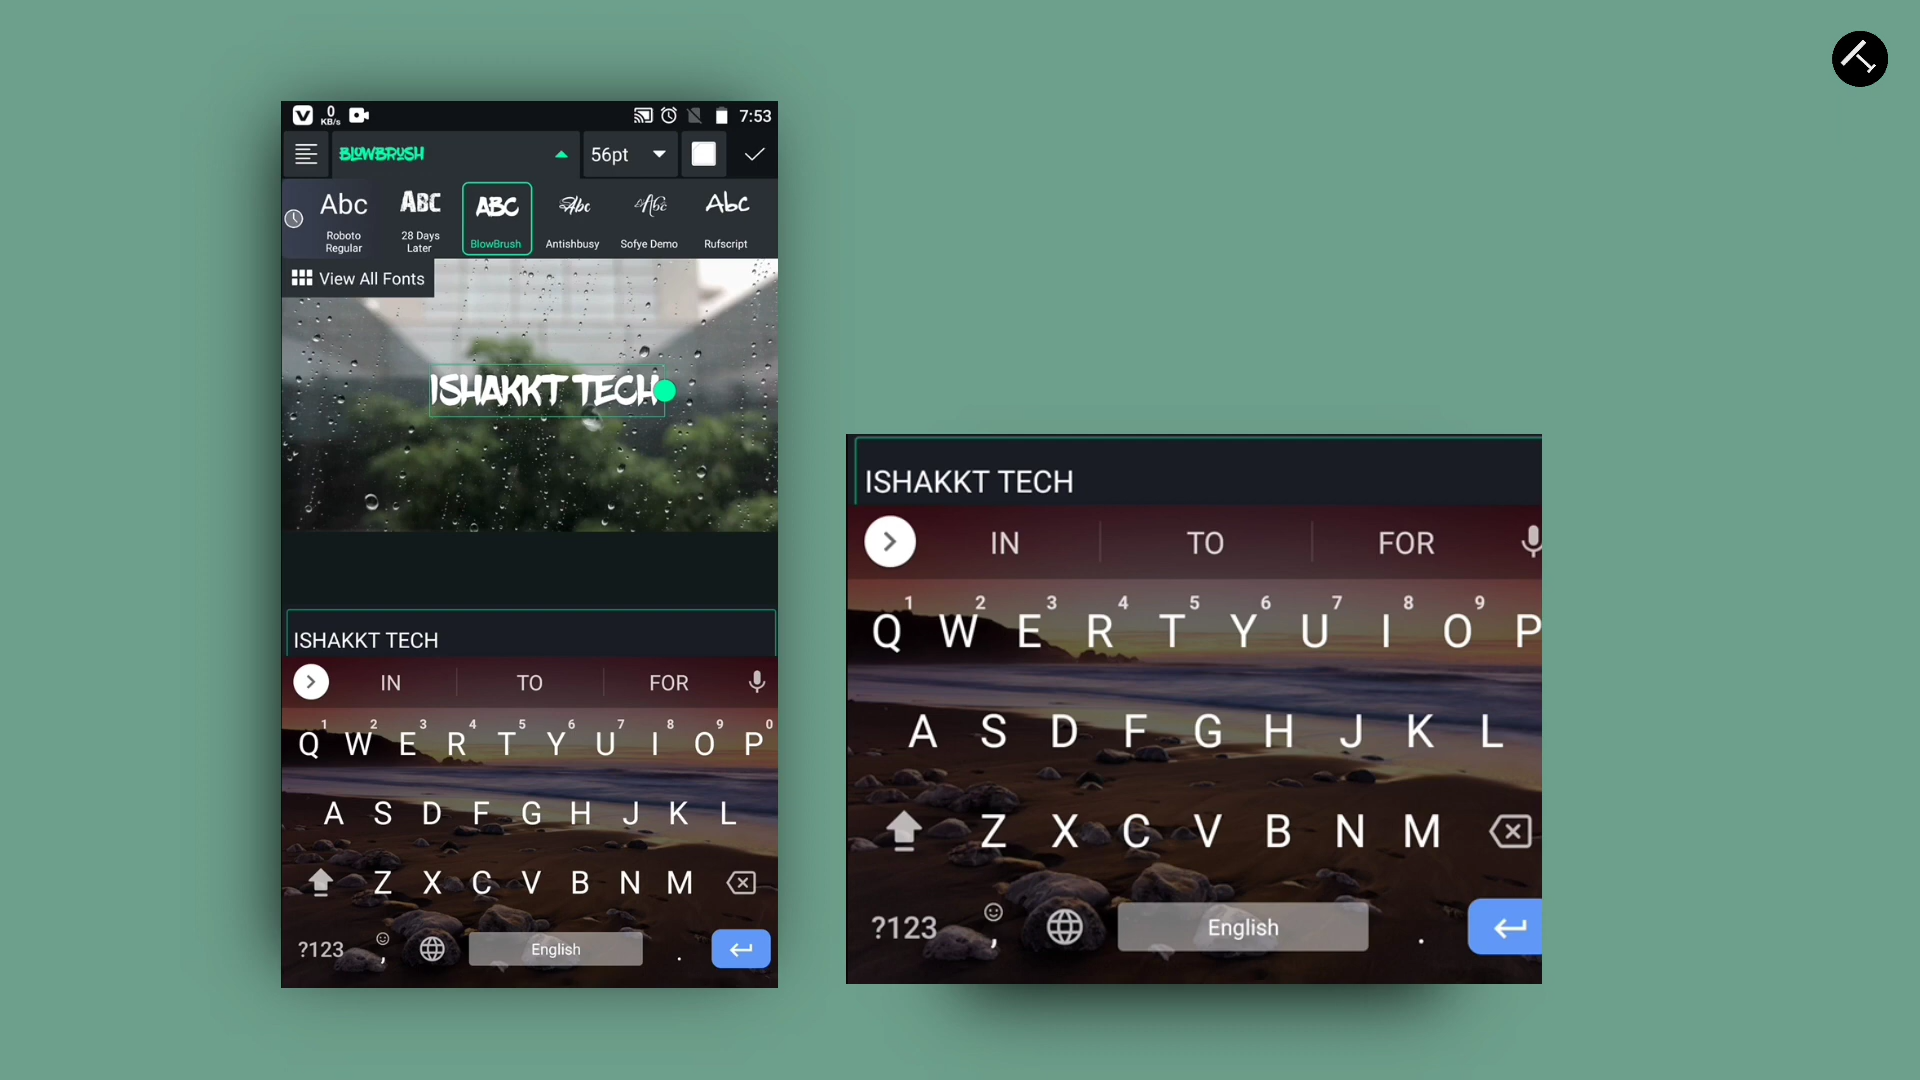 0
KB/s
7:53
BLOWBRUSH
56pt
Abc
ABC
ABC
Abc
Abc
Abc
Roboto
Regular
28 Days
Later
BlowBrush
Antishbusy
Sofye Demo
Rufscript
View All Fonts
ISHAKKT TECH
ISHAKKT TECH
IN TO FOR
1 2 3 4 5 6 7 8 9 0
Q W E R T Y U I O P
A S D F G H J K L
Z X C V B N M
?123 , English .
ISHAKKT TECH
IN TO FOR
1 2 3 4 5 6 7 8 9
Q W E R T Y U I O P
A S D F G H J K L
Z X C V B N M
?123 , English .